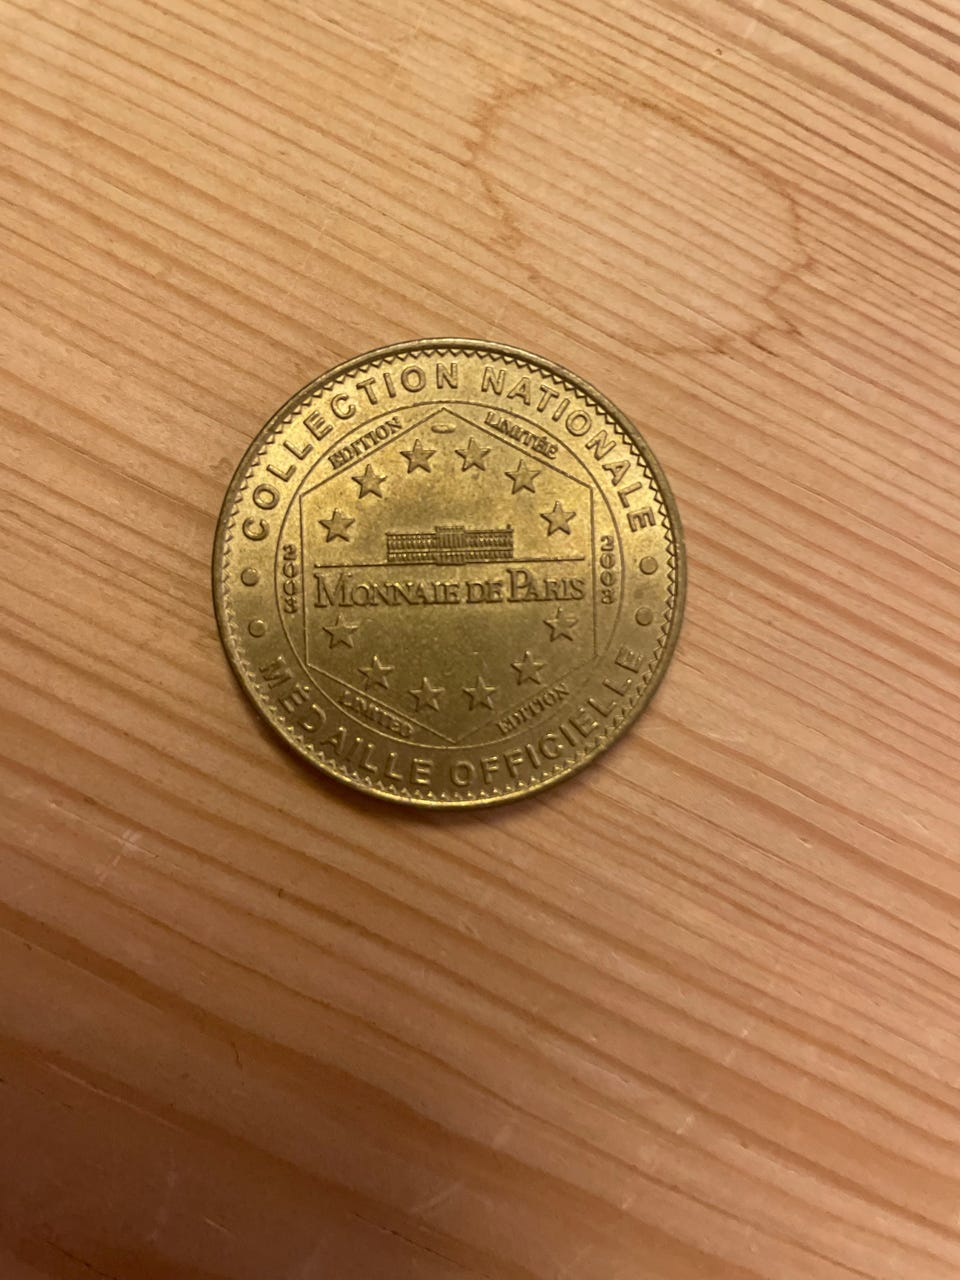 COLLECTION NATIONALE
EDITION LIMITÉE
2003 2003
MONNAIE DE PARIS
LIMITED EDITION
MÉDAILLE OFFICIELLE